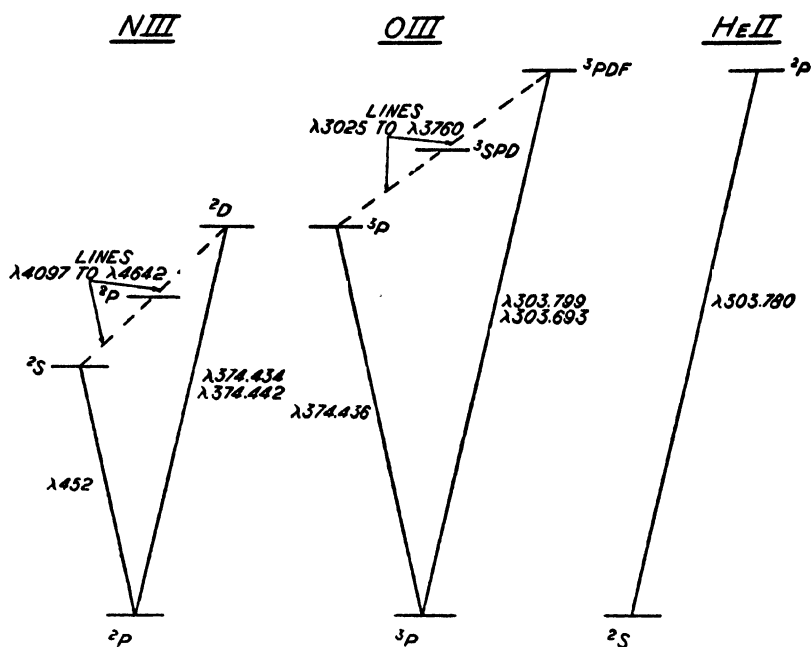 NIII
OIII
HeII
³PDF
²P
LINES
λ3025 TO λ3760
³SPD
²D
³P
LINES
λ4097 TO λ4642
²P
²S
λ303.799
λ303.693
λ303.780
λ374.434
λ374.442
λ374.436
λ452
²P
³P
²S